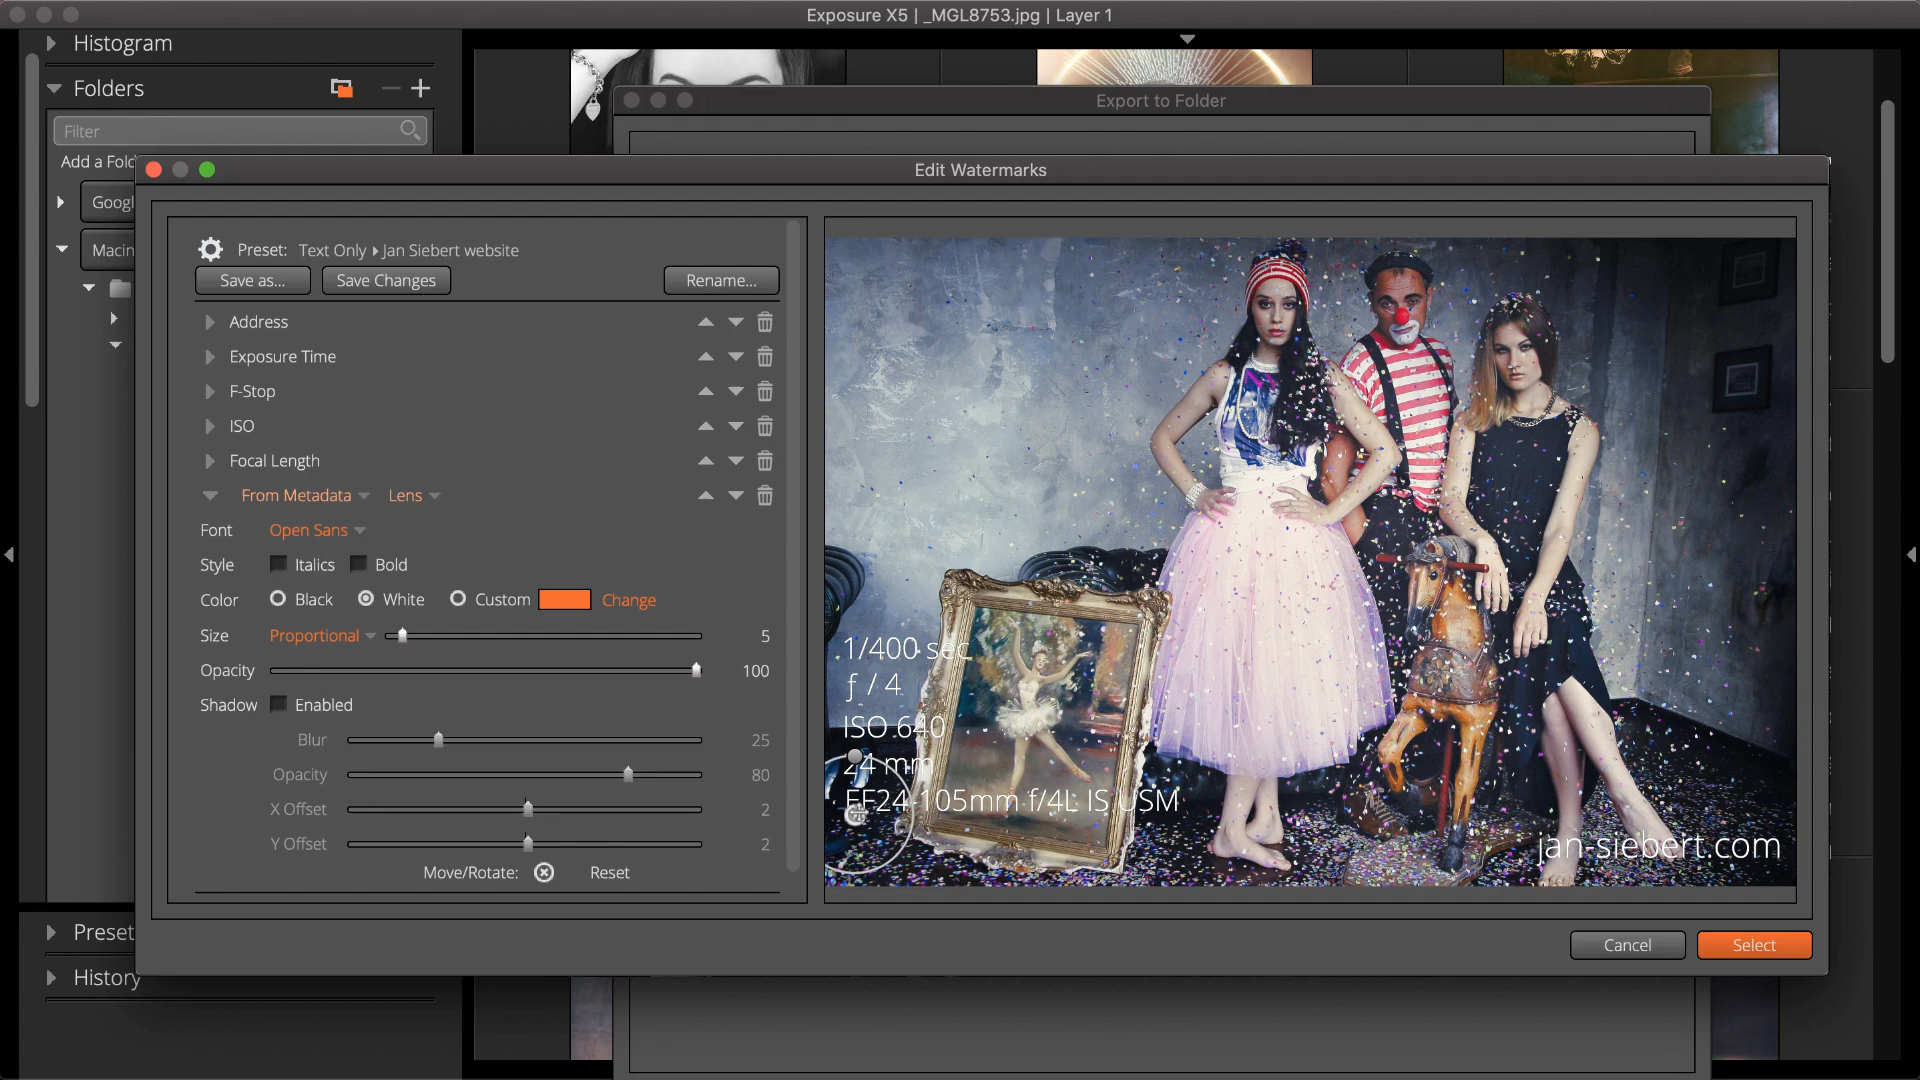 Exposure X5 | _MGL8753.jpg | Layer 1
Histogram
Folders
Filter
Add a Fold
Export to Folder
Edit Watermarks
Googl
Macin
Preset: Text Only Jan Siebert website
Save as... Save Changes Rename...
Address
Exposure Time
F-Stop
ISO
Focal Length
From Metadata Lens
Font Open Sans
Style Italics Bold
Color Black White Custom Change
Size Proportional 5
Opacity 100
Shadow Enabled
Blur 25
Opacity 80
X Offset 2
Y Offset 2
Move/Rotate: Reset
1/400 sec
ƒ / 4
ISO 640
24 mm
EF24-105mm f/4L IS USM
jan-siebert.com
Preset
History
Cancel Select